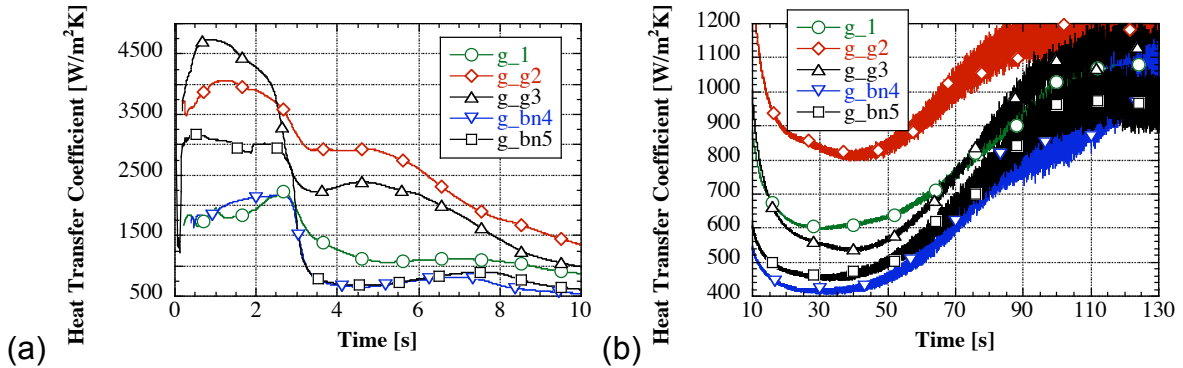 Heat Transfer Coefficient [W/m²K]
4500
3500
2500
1500
500
0 2 4 6 8 10
Time [s]
g_1
g_g2
g_g3
g_bn4
g_bn5
(a)
Heat Transfer Coefficient [W/m²K]
1200
1100
1000
900
800
700
600
500
400
10 30 50 70 90 110 130
Time [s]
g_1
g_g2
g_g3
g_bn4
g_bn5
(b)